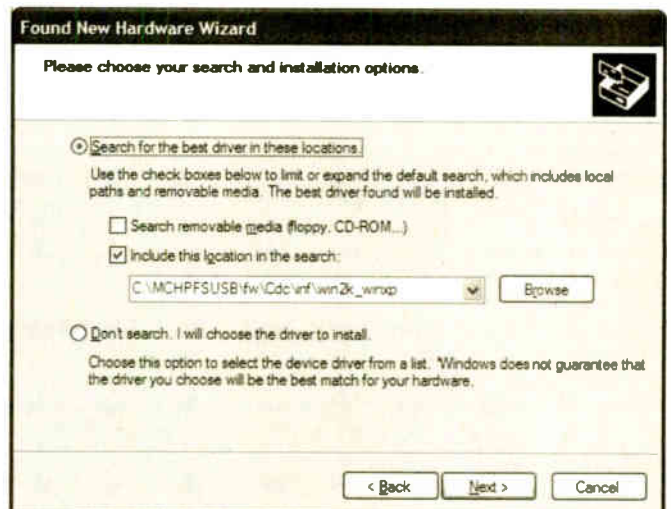 Found New Hardware Wizard
Please choose your search and installation options.
Search for the best driver in these locations.
Use the check boxes below to limit or expand the default search, which includes local
paths and removable media. The best driver found will be installed.
Search removable media (floppy, CD-ROM...)
Include this location in the search:
C:\MCHPFSUSB\fw\Cdc\inf\win2k_winxp
Browse
Don't search. I will choose the driver to install.
Choose this option to select the device driver from a list. Windows does not guarantee that
the driver you choose will be the best match for your hardware.
< Back
Next >
Cancel